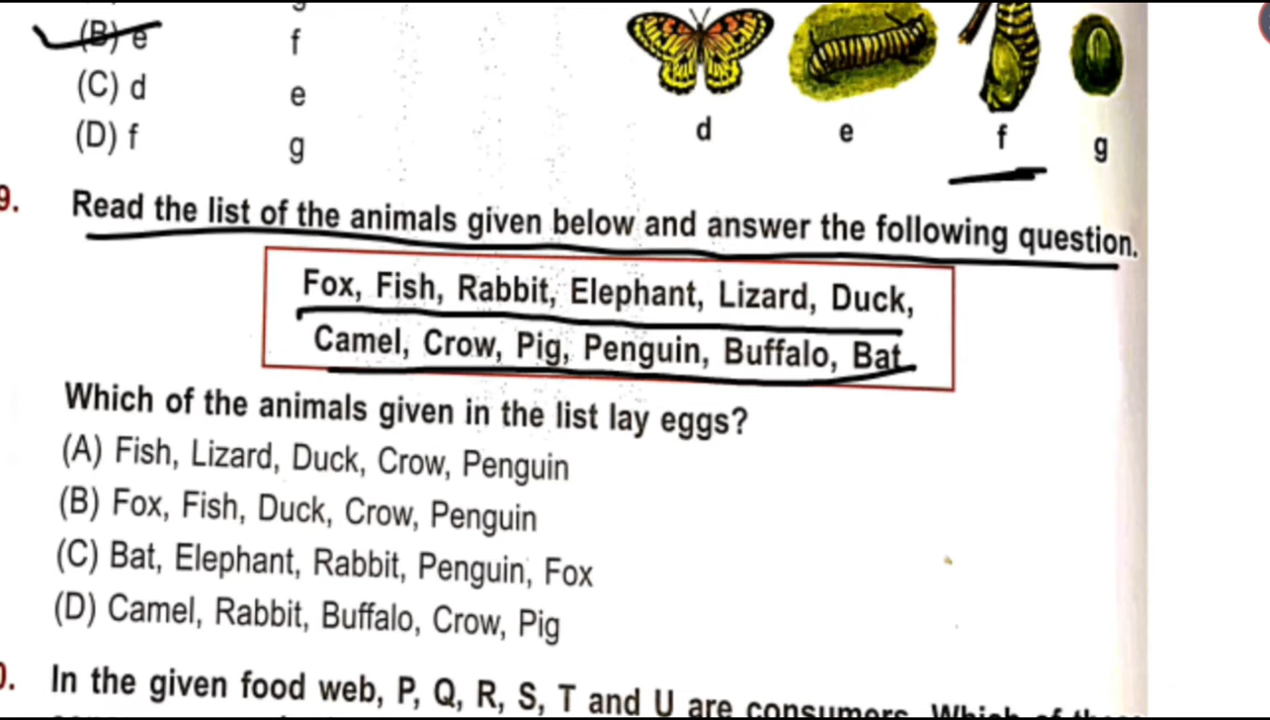 (B) e f
(C) d e
(D) f g
d e f g
9. Read the list of the animals given below and answer the following question.
Fox, Fish, Rabbit, Elephant, Lizard, Duck,
Camel, Crow, Pig, Penguin, Buffalo, Bat
Which of the animals given in the list lay eggs?
(A) Fish, Lizard, Duck, Crow, Penguin
(B) Fox, Fish, Duck, Crow, Penguin
(C) Bat, Elephant, Rabbit, Penguin, Fox
(D) Camel, Rabbit, Buffalo, Crow, Pig
In the given food web, P, Q, R, S, T and U are consumers. Which of